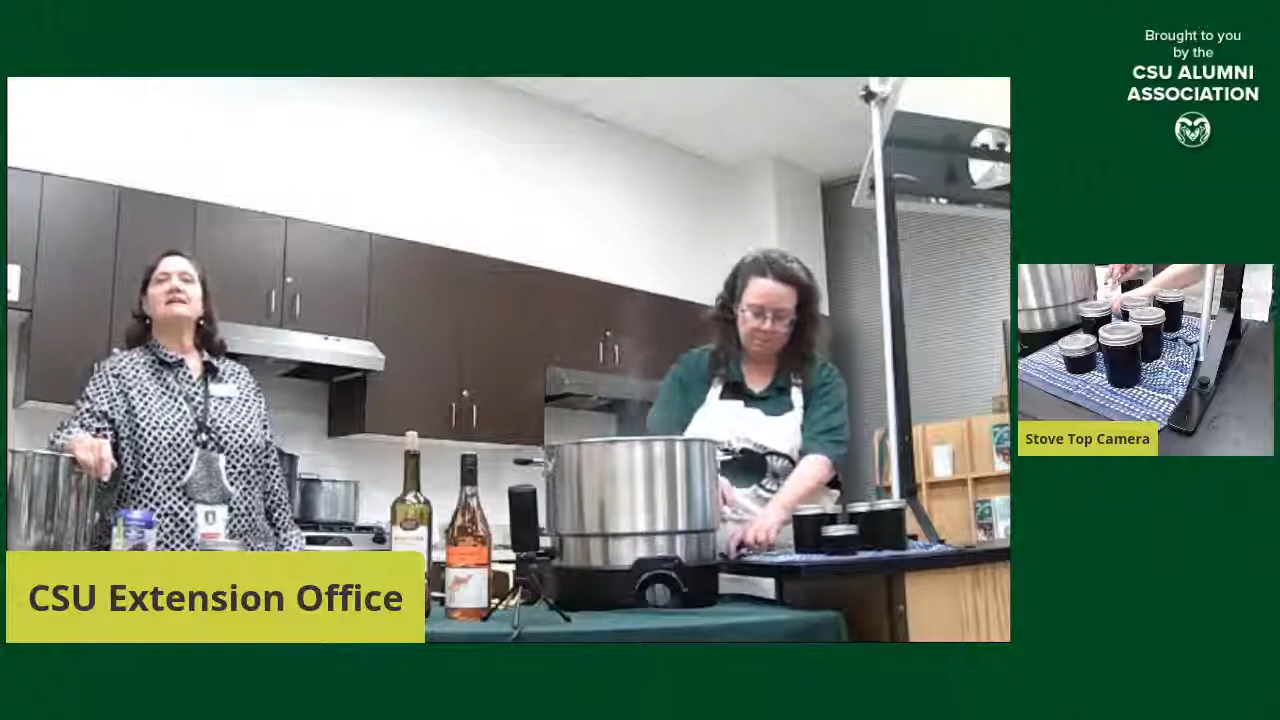 Brought to you
by the
CSU ALUMNI
ASSOCIATION
Stove Top Camera
CSU Extension Office